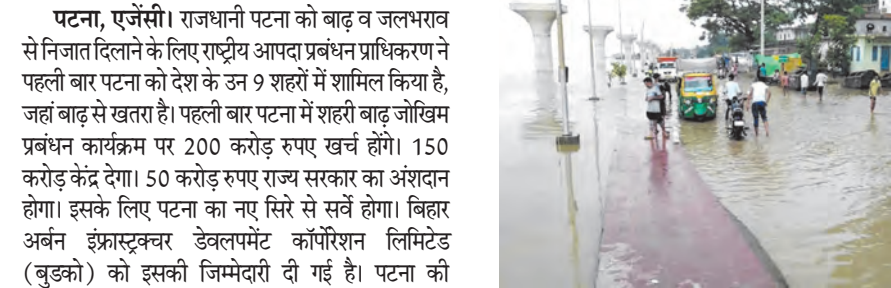 पटना, एजेंसी। राजधानी पटना को बाढ़ व जलभराव
से निजात दिलाने के लिए राष्ट्रीय आपदा प्रबंधन प्राधिकरण ने
पहली बार पटना को देश के उन 9 शहरों में शामिल किया है,
जहां बाढ़ से खतरा है। पहली बार पटना में शहरी बाढ़ जोखिम
प्रबंधन कार्यक्रम पर 200 करोड़ रुपए खर्च होंगे। 150
करोड़ केंद्र देगा। 50 करोड़ रुपए राज्य सरकार का अंशदान
होगा। इसके लिए पटना का नए सिरे से सर्वे होगा। बिहार
अर्बन इंफ्रास्ट्रक्चर डेवलपमेंट कॉर्पोरेशन लिमिटेड
(बुडको) को इसकी जिम्मेदारी दी गई है। पटना की